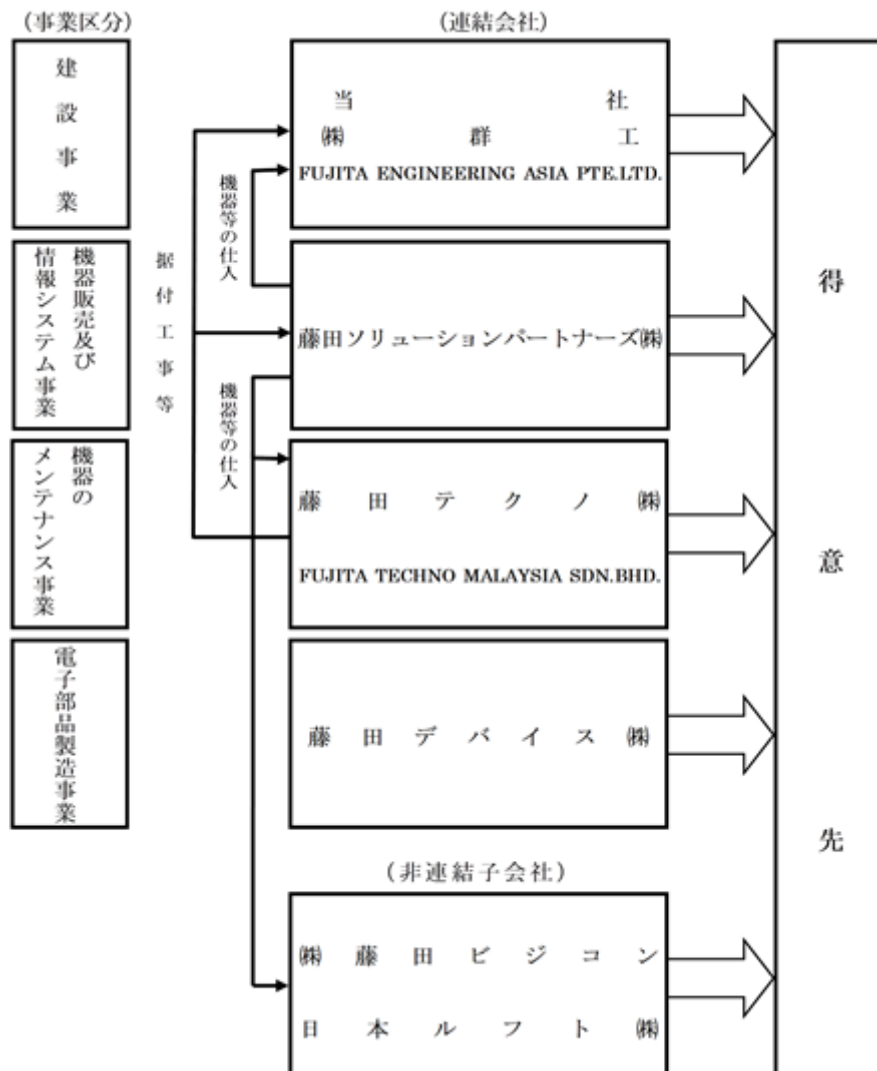 (事業区分)
(連結会社)
建設事業
当社
㈱群工
FUJITA ENGINEERING ASIA PTE.LTD.
機器等の仕入
据付工事等
機器販売及び
情報システム事業
藤田ソリューションパートナーズ㈱
機器等の仕入
機器の
メンテナンス事業
藤田テクノ㈱
FUJITA TECHNO MALAYSIA SDN.BHD.
電子部品製造事業
藤田デバイス㈱
(非連結子会社)
㈱藤田ビジコン
日本ルフト㈱
得意先